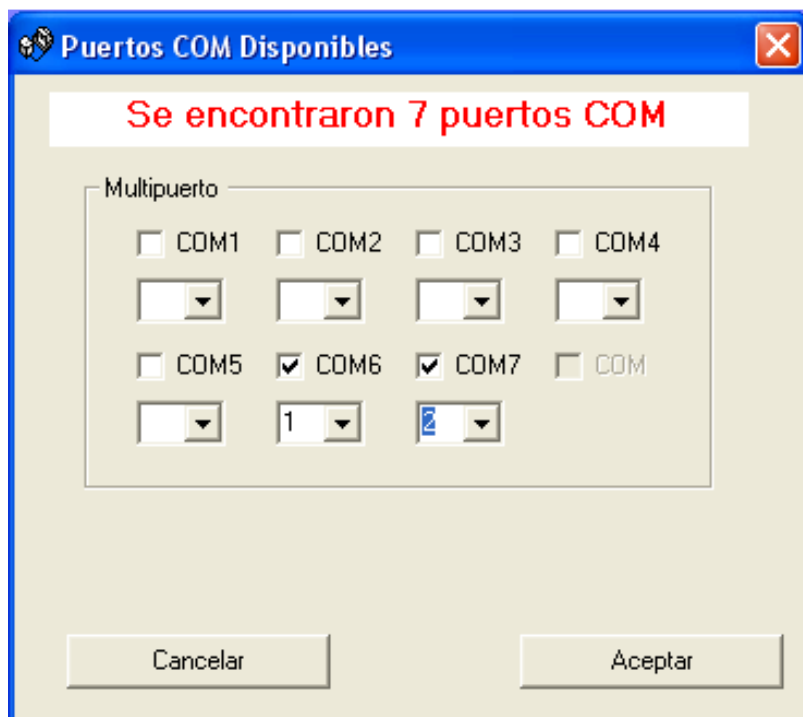 Puertos COM Disponibles
Se encontraron 7 puertos COM
Multipuerto
COM1 COM2 COM3 COM4
COM5 COM6 COM7 COM
1 2
Cancelar Aceptar